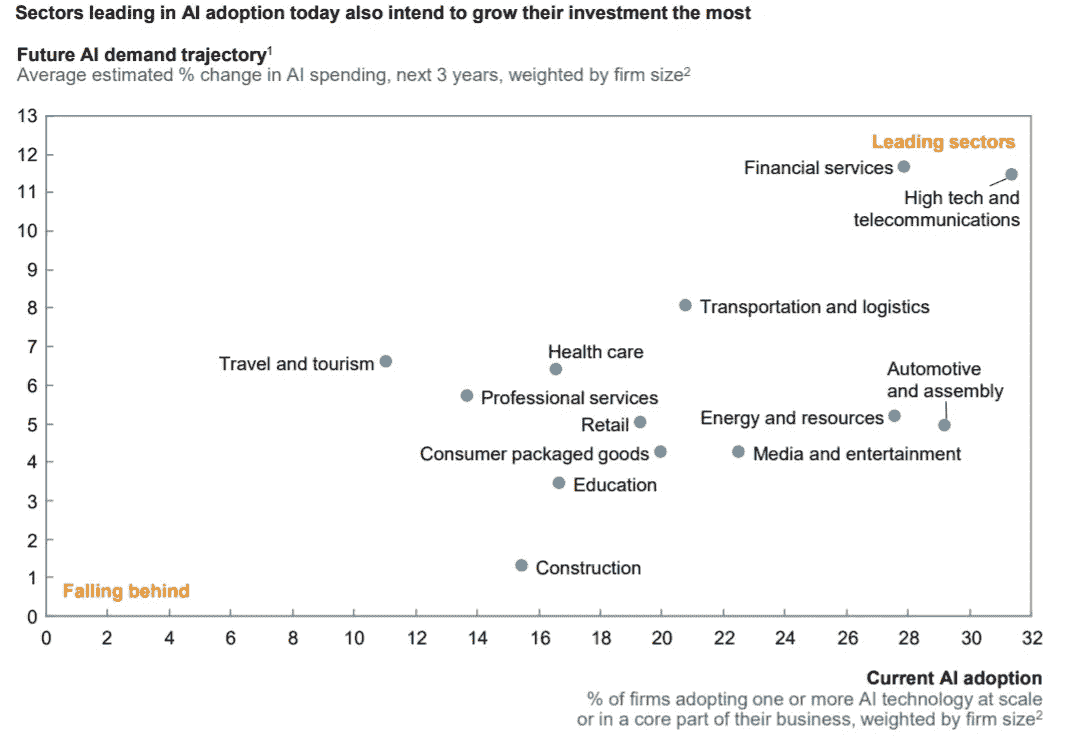 Sectors leading in AI adoption today also intend to grow their investment the most
Future AI demand trajectory¹
Average estimated % change in AI spending, next 3 years, weighted by firm size²
13
12
11
10
9
8
7
6
5
4
3
2
1
0
Leading sectors
Financial services
High tech and
telecommunications
Transportation and logistics
Travel and tourism
Health care
Automotive
and assembly
Professional services
Energy and resources
Retail
Consumer packaged goods
Media and entertainment
Education
Construction
Falling behind
0 2 4 6 8 10 12 14 16 18 20 22 24 26 28 30 32
Current AI adoption
% of firms adopting one or more AI technology at scale
or in a core part of their business, weighted by firm size²